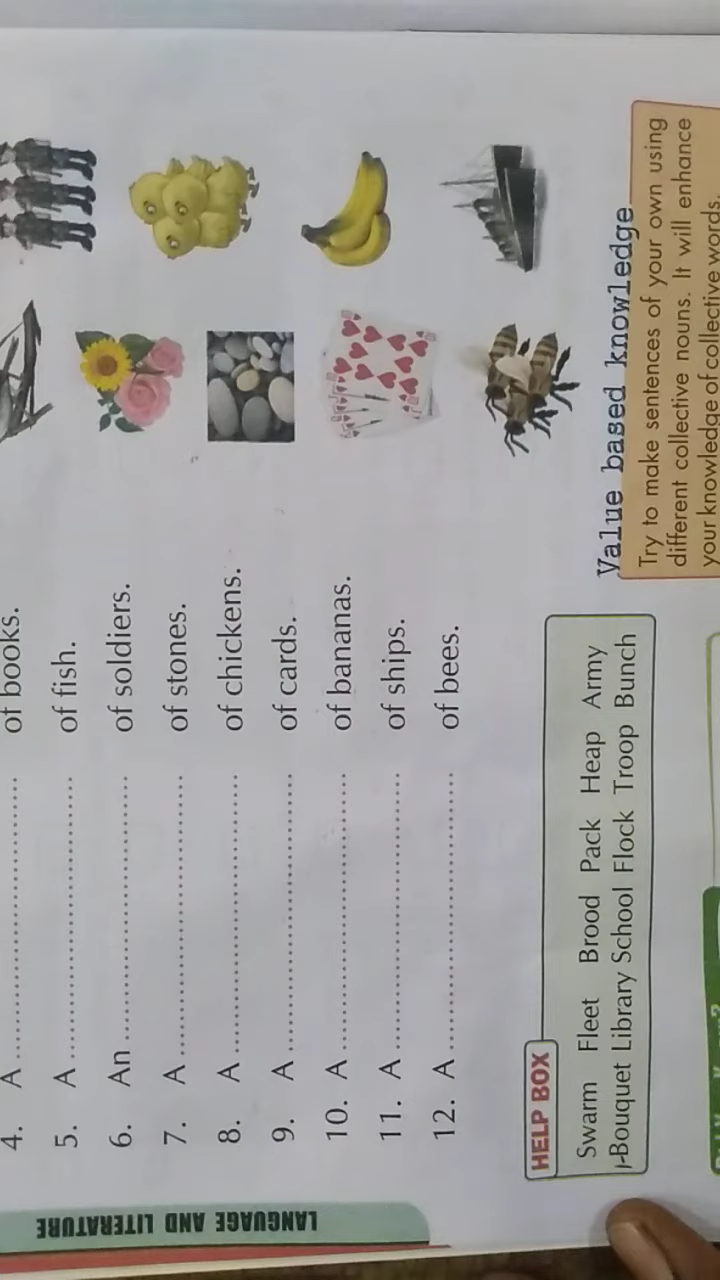 LANGUAGE AND LITERATURE
4. A .............................. of books.
5. A .............................. of fish.
6. An .............................. of soldiers.
7. A .............................. of stones.
8. A .............................. of chickens.
9. A .............................. of cards.
10. A .............................. of bananas.
11. A .............................. of ships.
12. A .............................. of bees.
HELP BOX
Swarm Fleet Brood Pack Heap Army
Bouquet Library School Flock Troop Bunch
Value based knowledge
Try to make sentences of your own using
different collective nouns. It will enhance
your knowledge of collective words.